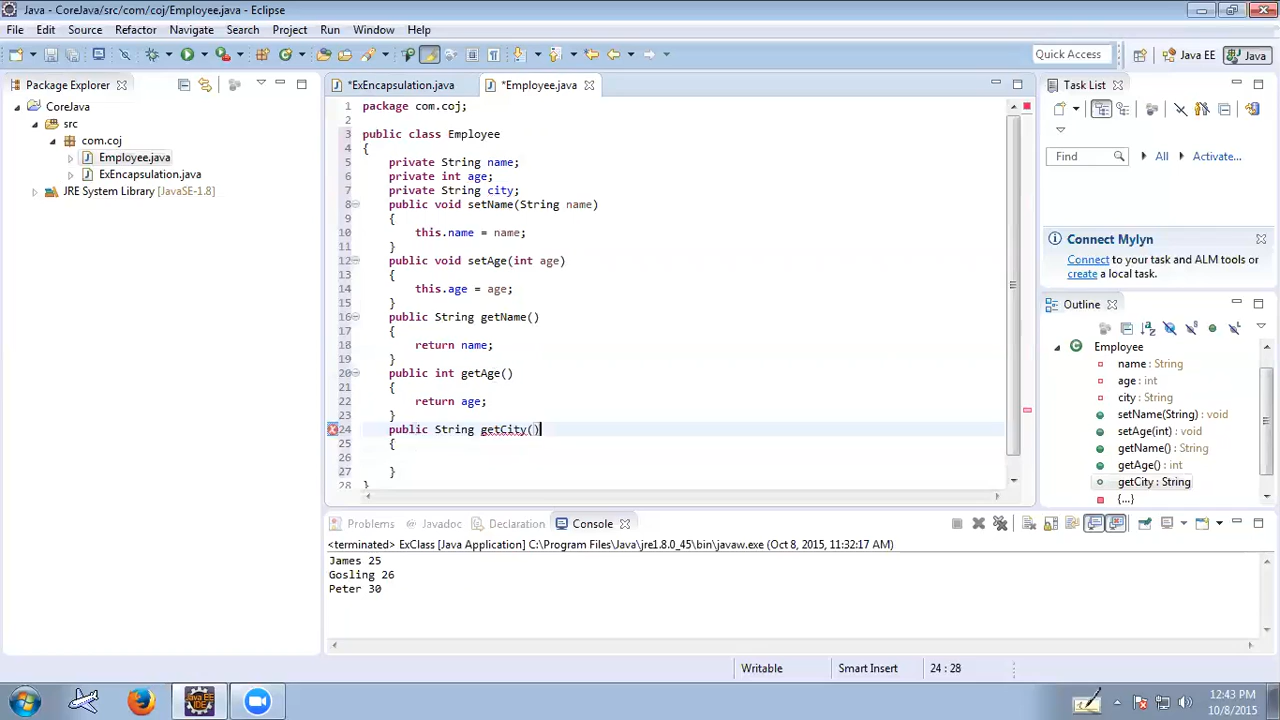 Java - CoreJava/src/com/coj/Employee.java - Eclipse
File Edit Source Refactor Navigate Search Project Run Window Help
Quick Access
Java EE
Java
Package Explorer
CoreJava
src
com.coj
Employee.java
ExEncapsulation.java
JRE System Library [JavaSE-1.8]
*ExEncapsulation.java
*Employee.java
1 package com.coj;
2
3 public class Employee
4 {
5 private String name;
6 private int age;
7 private String city;
8 public void setName(String name)
9 {
10 this.name = name;
11 }
12 public void setAge(int age)
13 {
14 this.age = age;
15 }
16 public String getName()
17 {
18 return name;
19 }
20 public int getAge()
21 {
22 return age;
23 }
24 public String getCity()
25 {
26
27 }
28 }
Task List
Find
All
Activate...
Connect Mylyn
Connect to your task and ALM tools or
create a local task.
Outline
Employee
name : String
age : int
city : String
setName(String) : void
setAge(int) : void
getName() : String
getAge() : int
getCity : String
{...}
Problems
Javadoc
Declaration
Console
<terminated> ExClass [Java Application] C:\Program Files\Java\jre1.8.0_45\bin\javaw.exe (Oct 8, 2015, 11:32:17 AM)
James 25
Gosling 26
Peter 30
Writable
Smart Insert
24 : 28
Java EE
IDE
12:43 PM
10/8/2015